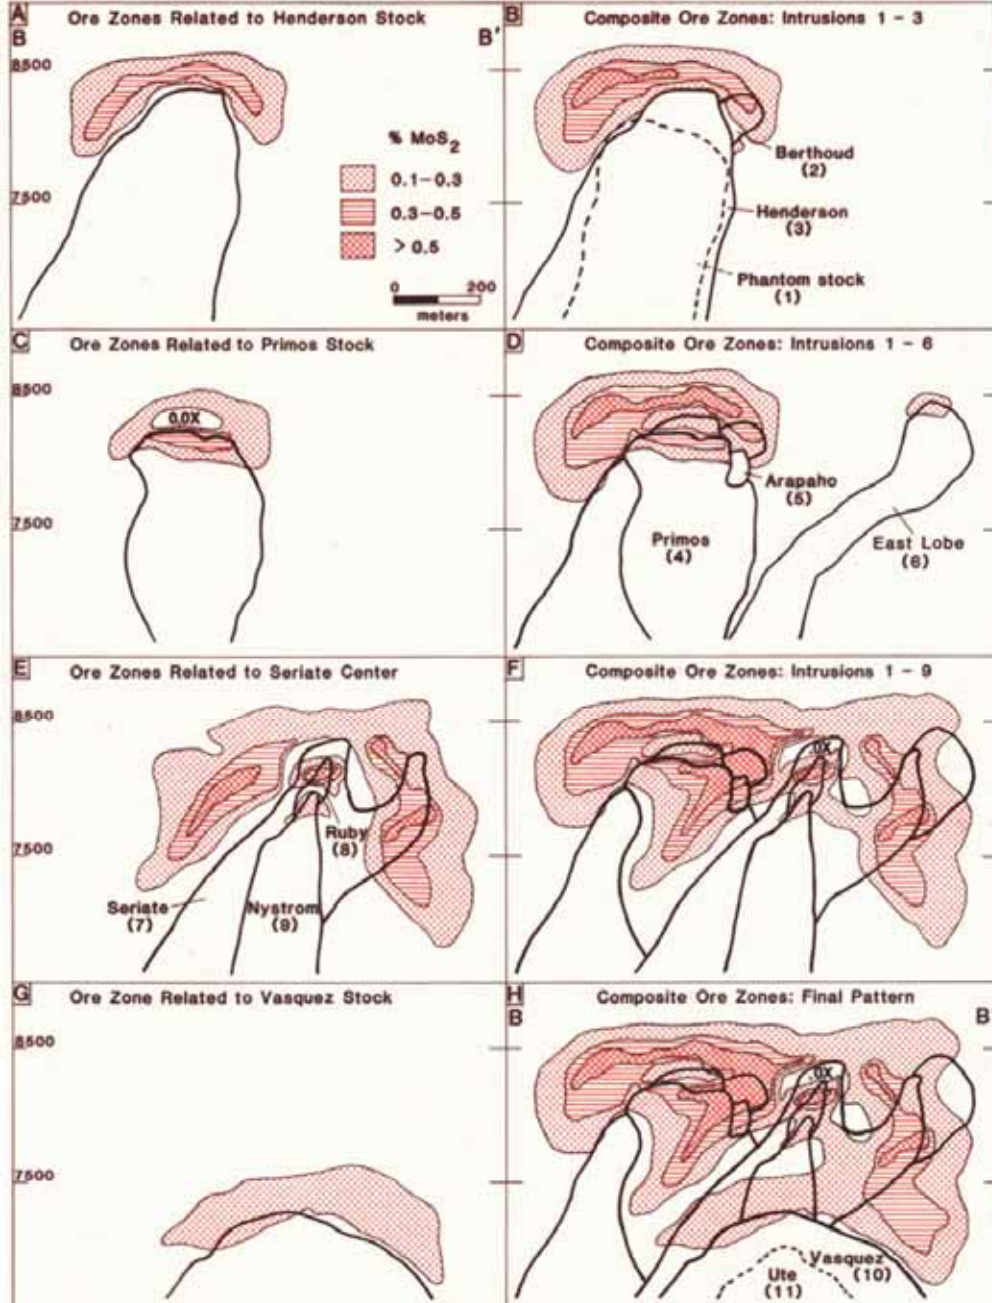 A Ore Zones Related to Henderson Stock
B B'
8500
7500
% MoS2
0.1–0.3
0.3–0.5
> 0.5
0 200
meters
B' Composite Ore Zones: Intrusions 1 – 3
Berthoud
(2)
Henderson
(3)
Phantom stock
(1)
C Ore Zones Related to Primos Stock
8500
0.0X
7500
D Composite Ore Zones: Intrusions 1 – 6
Arapaho
(5)
Primos
(4)
East Lobe
(6)
E Ore Zones Related to Seriate Center
8500
7500
Ruby
(8)
Seriate
(7)
Nystrom
(9)
F Composite Ore Zones: Intrusions 1 – 9
.0X
G Ore Zone Related to Vasquez Stock
8500
7500
H Composite Ore Zones: Final Pattern
B B
.0X
Vasquez
(10)
Ute
(11)